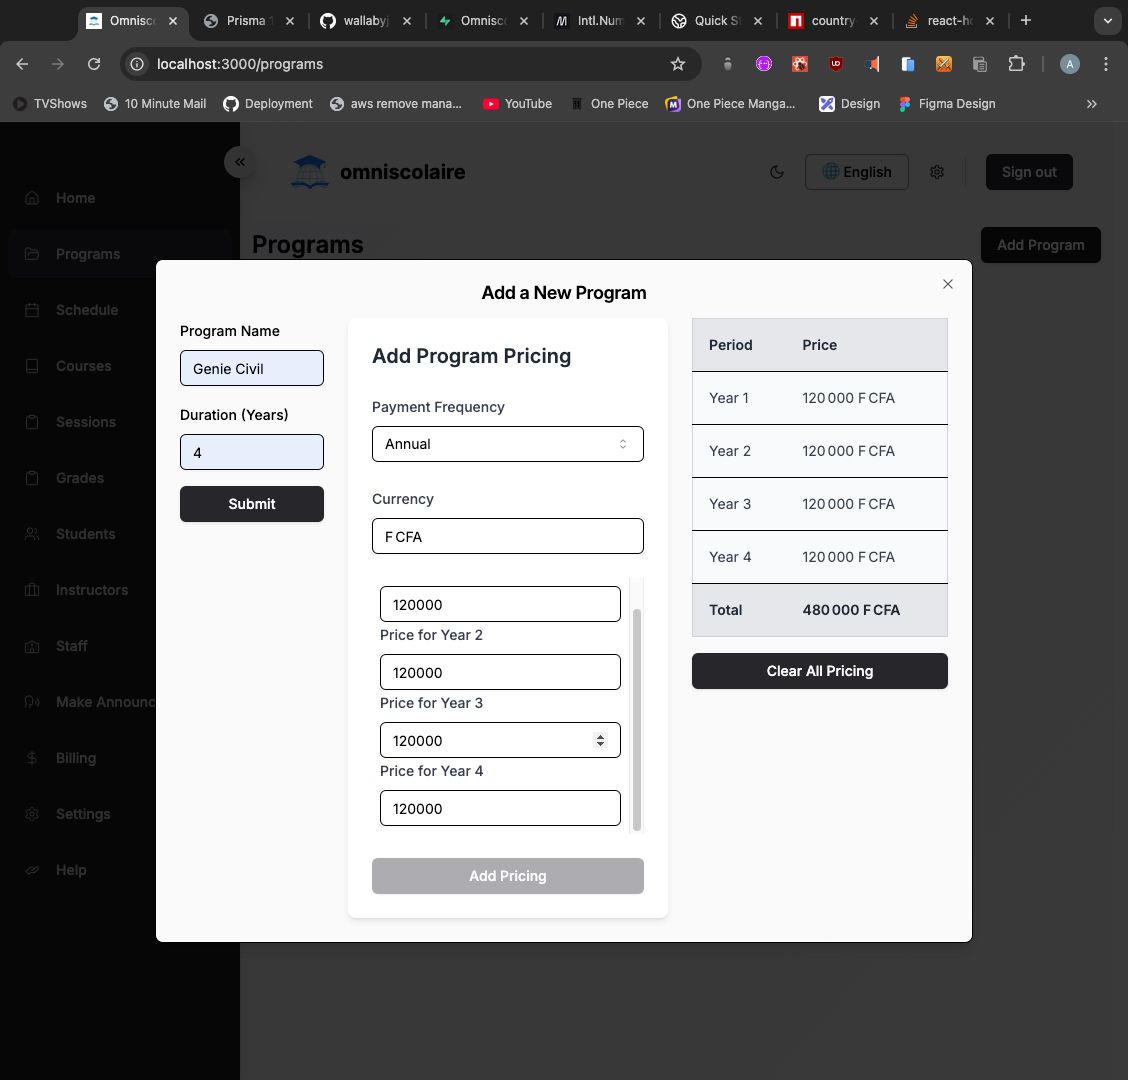 Omnisc
Prisma 1
wallabyj
Omnisc
Intl.Num
Quick S
country-
react-ho
localhost:3000/programs
A
TVShows
10 Minute Mail
Deployment
aws remove mana...
YouTube
One Piece
One Piece Manga...
Design
Figma Design
omniscolaire
English
Sign out
Home
Programs
Schedule
Courses
Sessions
Grades
Students
Instructors
Staff
Make Announc
Billing
Settings
Help
Programs
Add Program
Add a New Program
Program Name
Genie Civil
Duration (Years)
4
Submit
Add Program Pricing
Payment Frequency
Annual
Currency
F CFA
120000
Price for Year 2
120000
Price for Year 3
120000
Price for Year 4
120000
Add Pricing
Period Price
Year 1 120 000 F CFA
Year 2 120 000 F CFA
Year 3 120 000 F CFA
Year 4 120 000 F CFA
Total 480 000 F CFA
Clear All Pricing